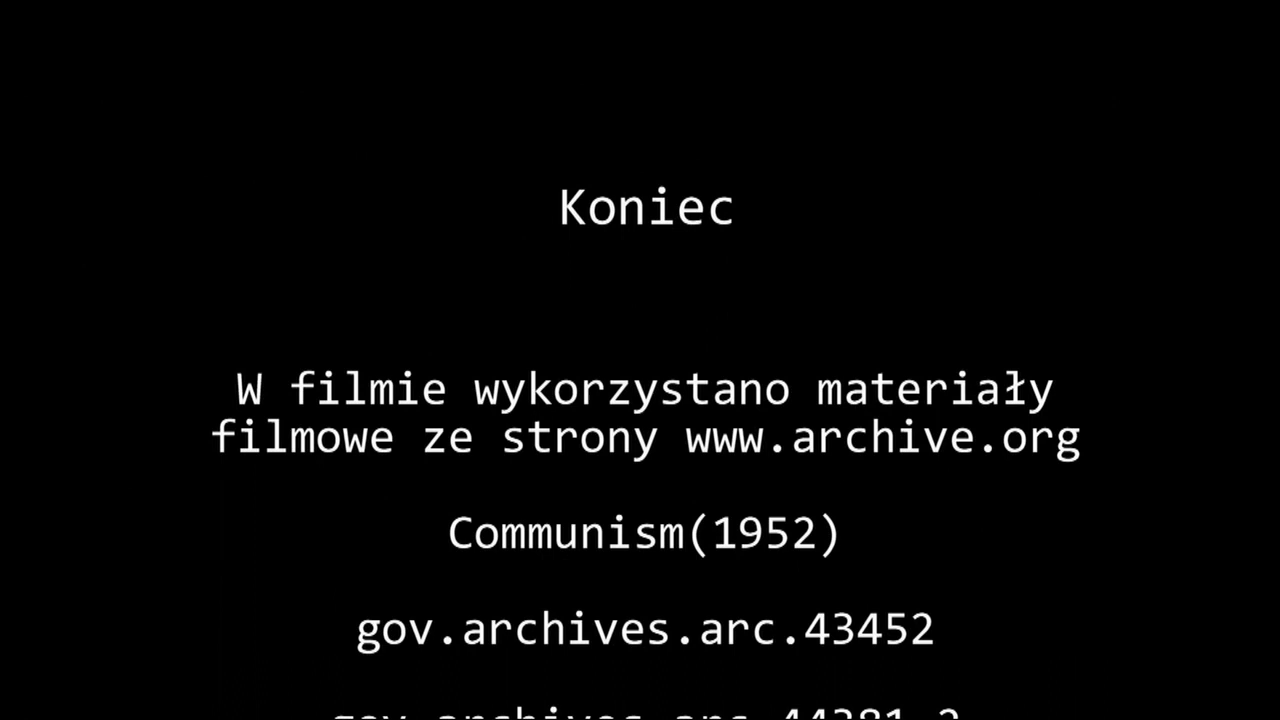 Koniec
W filmie wykorzystano materiały
filmowe ze strony www.archive.org
Communism(1952)
gov.archives.arc.43452